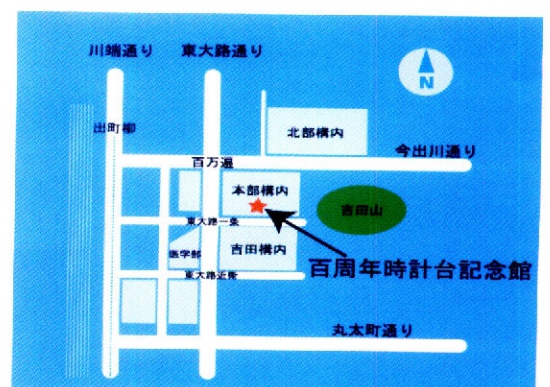 川端通り
東大路通り
N
出町柳
北部構内
百万遍
今出川通り
本部構内
吉田山
東大路一条
医学部
吉田構内
百周年時計台記念館
東大路近衛
丸太町通り